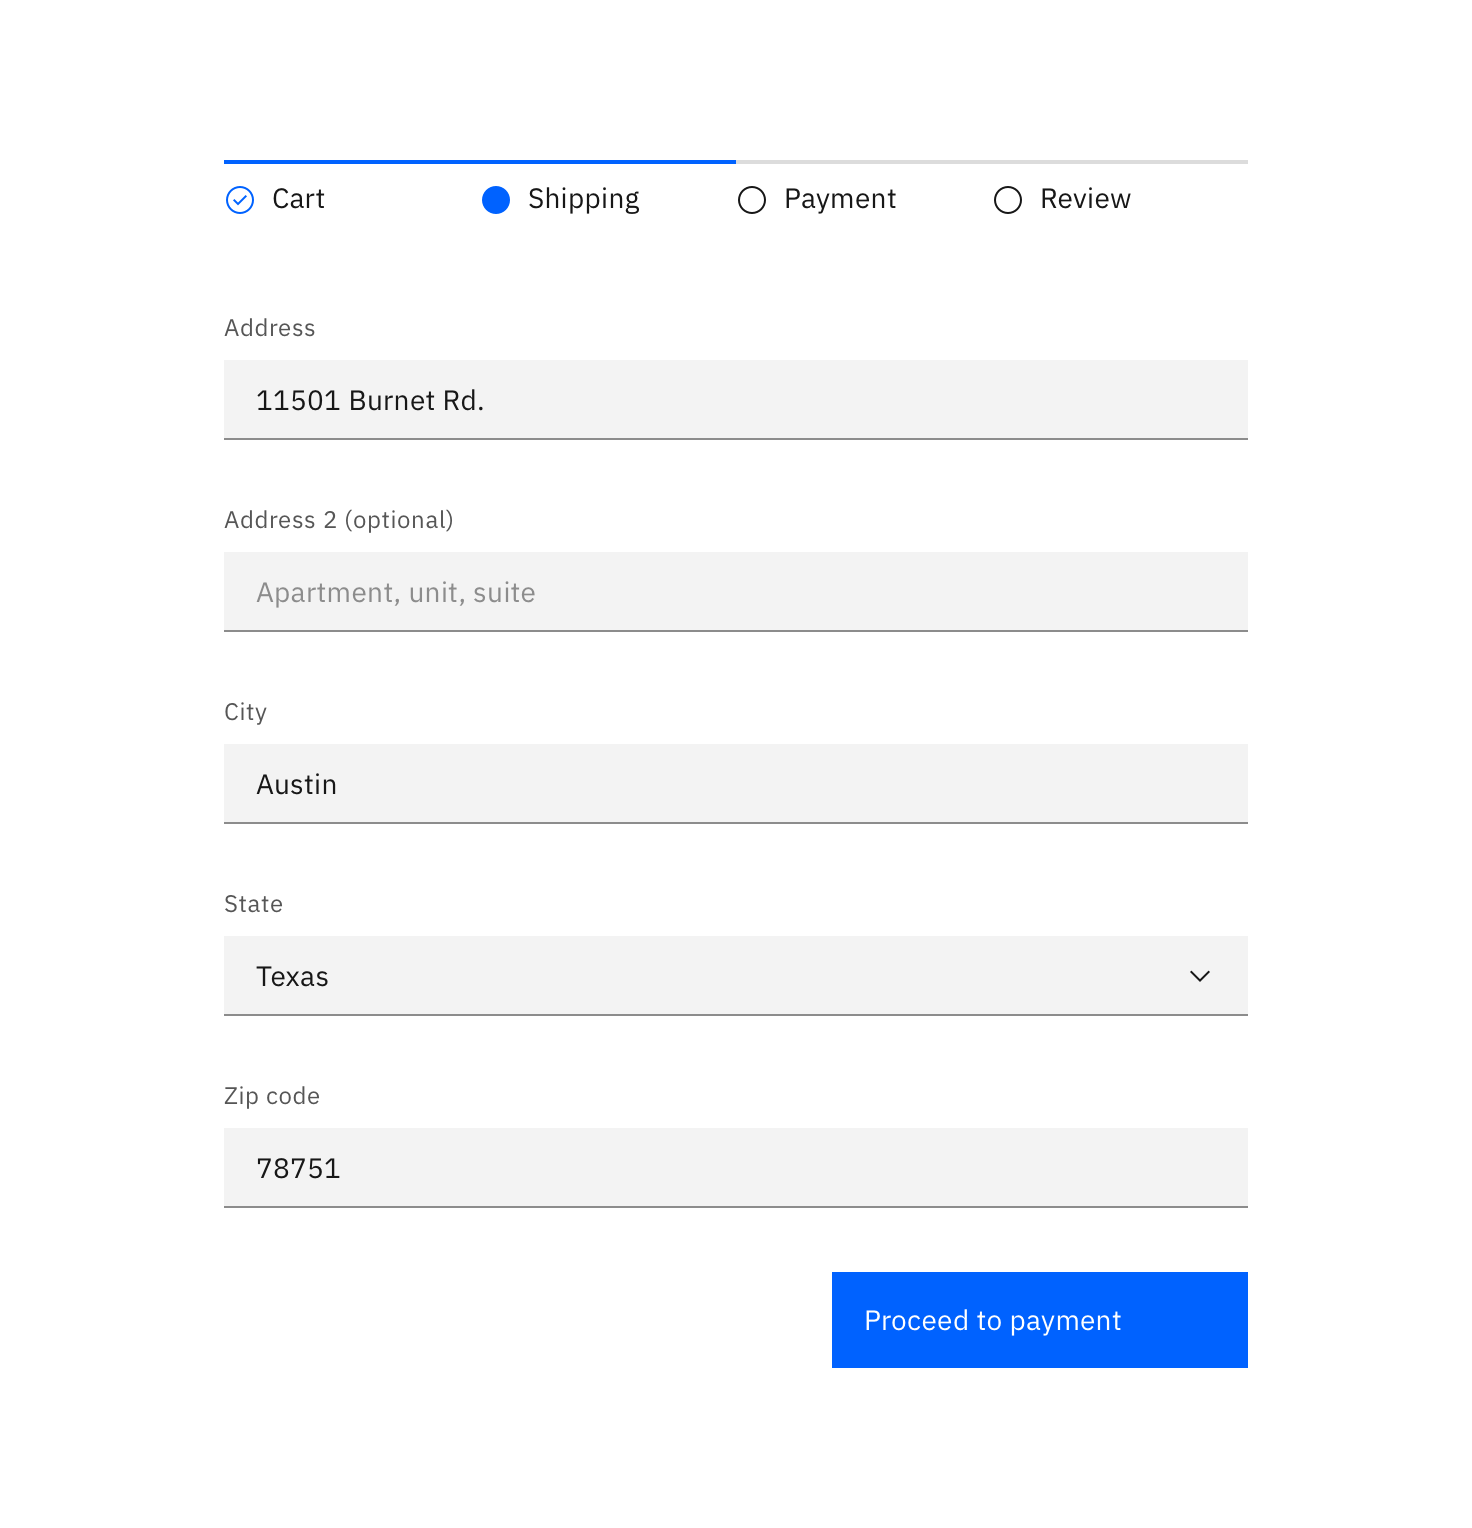 Cart Shipping Payment Review
Address
11501 Burnet Rd.
Address 2 (optional)
Apartment, unit, suite
City
Austin
State
Texas
Zip code
78751
Proceed to payment